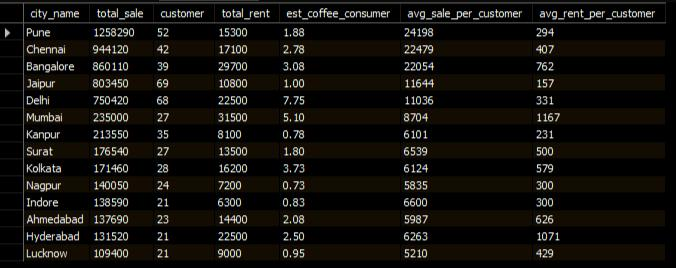 city_name total_sale customer total_rent est_coffee_consumer avg_sale_per_customer avg_rent_per_customer
Pune 1258290 52 15300 1.88 24198 294
Chennai 944120 42 17100 2.78 22479 407
Bangalore 860110 39 29700 3.08 22054 762
Jaipur 803450 69 10800 1.00 11644 157
Delhi 750420 68 22500 7.75 11036 331
Mumbai 235000 27 31500 5.10 8704 1167
Kanpur 213550 35 8100 0.78 6101 231
Surat 176540 27 13500 1.80 6539 500
Kolkata 171460 28 16200 3.73 6124 579
Nagpur 140050 24 7200 0.73 5835 300
Indore 138590 21 6300 0.83 6600 300
Ahmedabad 137690 23 14400 2.08 5987 626
Hyderabad 131520 21 22500 2.50 6263 1071
Lucknow 109400 21 9000 0.95 5210 429